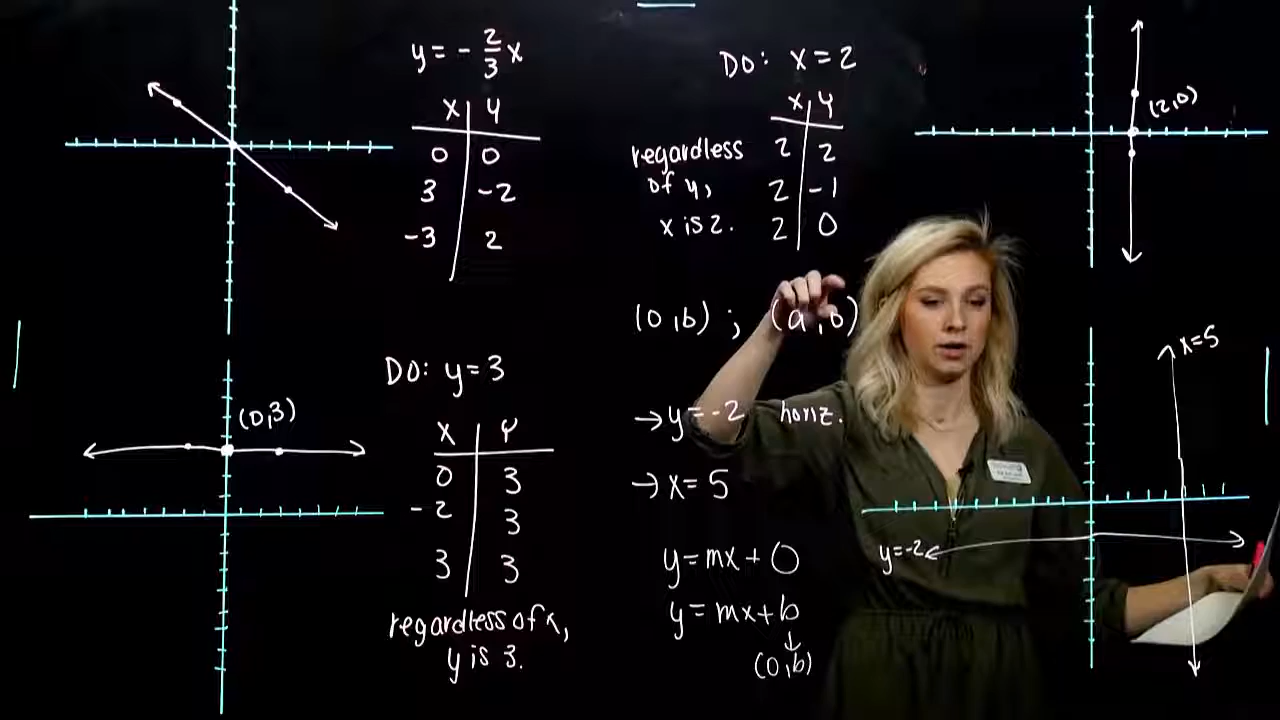 y = - 2/3 x
x | y
0 | 0
3 | -2
-3 | 2
DO: y = 3
(0,3)
x | y
0 | 3
-2 | 3
3 | 3
regardless of x,
y is 3.
DO: x = 2
x | y
2 | 2
2 | -1
2 | 0
regardless
of y,
x is 2.
(2,0)
(0,b) ; (a,0)
→ y = -2 horiz.
→ x = 5
y = mx + 0
y = mx + b
↓
(0,b)
x=5
y=-2